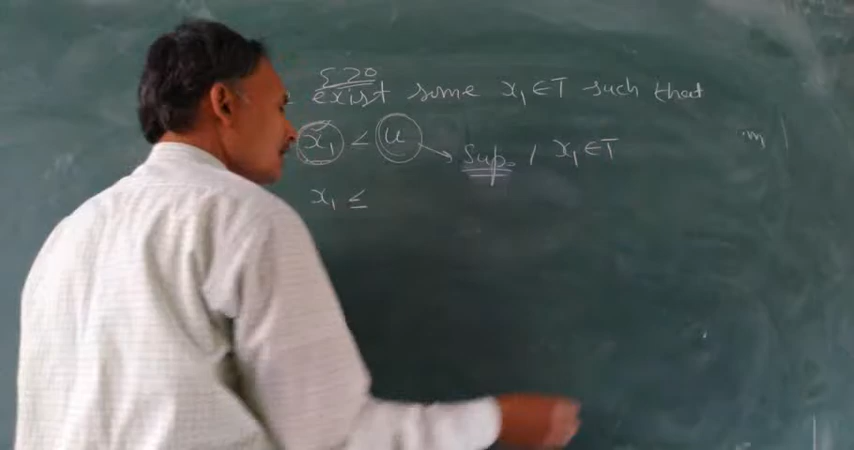 ε>0
exist some x₁ ∈ T such that
x₁ < u → Sup. / x₁ ∈ T
x₁ ≤